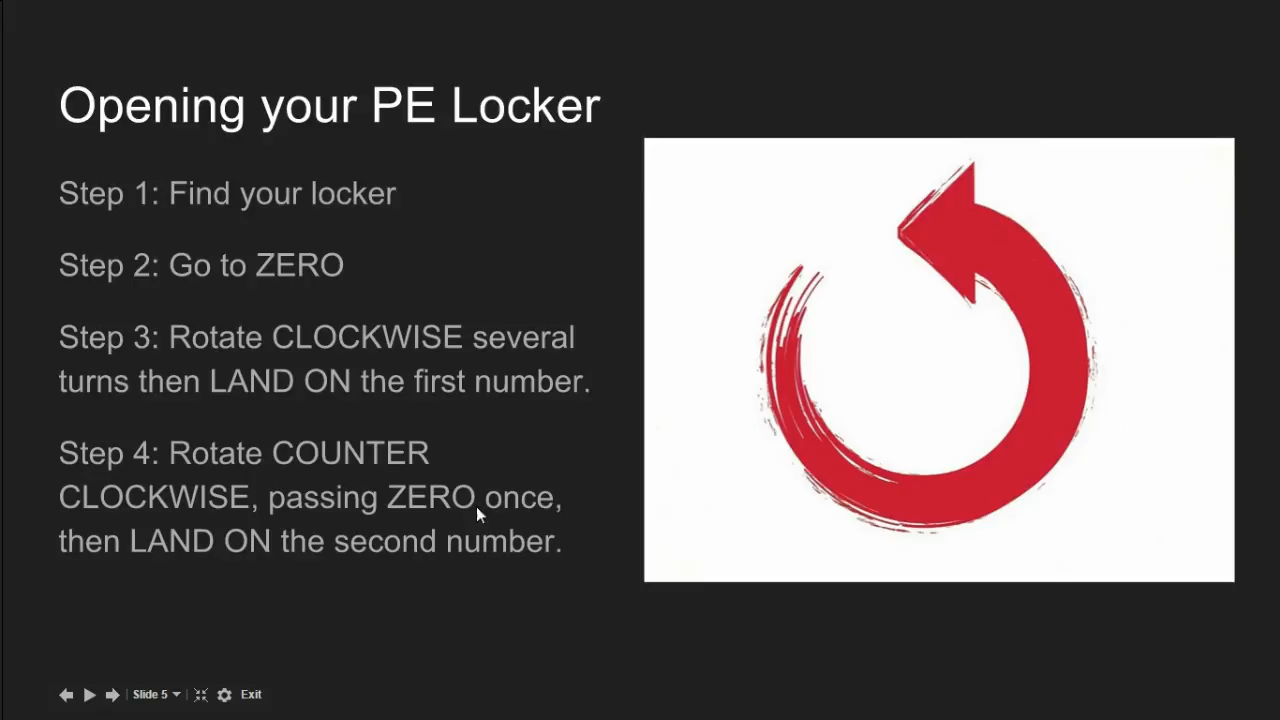 Opening your PE Locker
Step 1: Find your locker
Step 2: Go to ZERO
Step 3: Rotate CLOCKWISE several
turns then LAND ON the first number.
Step 4: Rotate COUNTER
CLOCKWISE, passing ZERO once,
then LAND ON the second number.
Slide 5
Exit